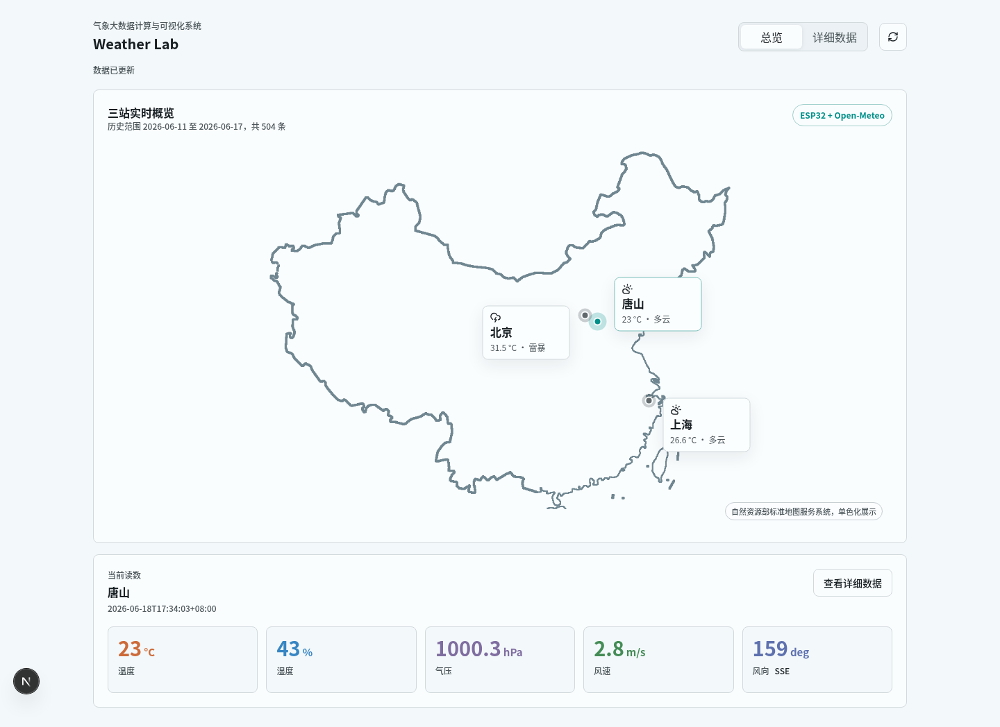 气象大数据计算与可视化系统
Weather Lab
总览
详细数据
数据已更新
三站实时概览
历史范围 2026-06-11 至 2026-06-17，共 504 条
ESP32 + Open-Meteo
唐山
23 °C · 多云
北京
31.5 °C · 雷暴
上海
26.6 °C · 多云
自然资源部标准地图服务系统，单色化展示
当前读数
唐山
2026-06-18T17:34:03+08:00
查看详细数据
23 °C
温度
43 %
湿度
1000.3 hPa
气压
2.8 m/s
风速
159 deg
风向 SSE
N